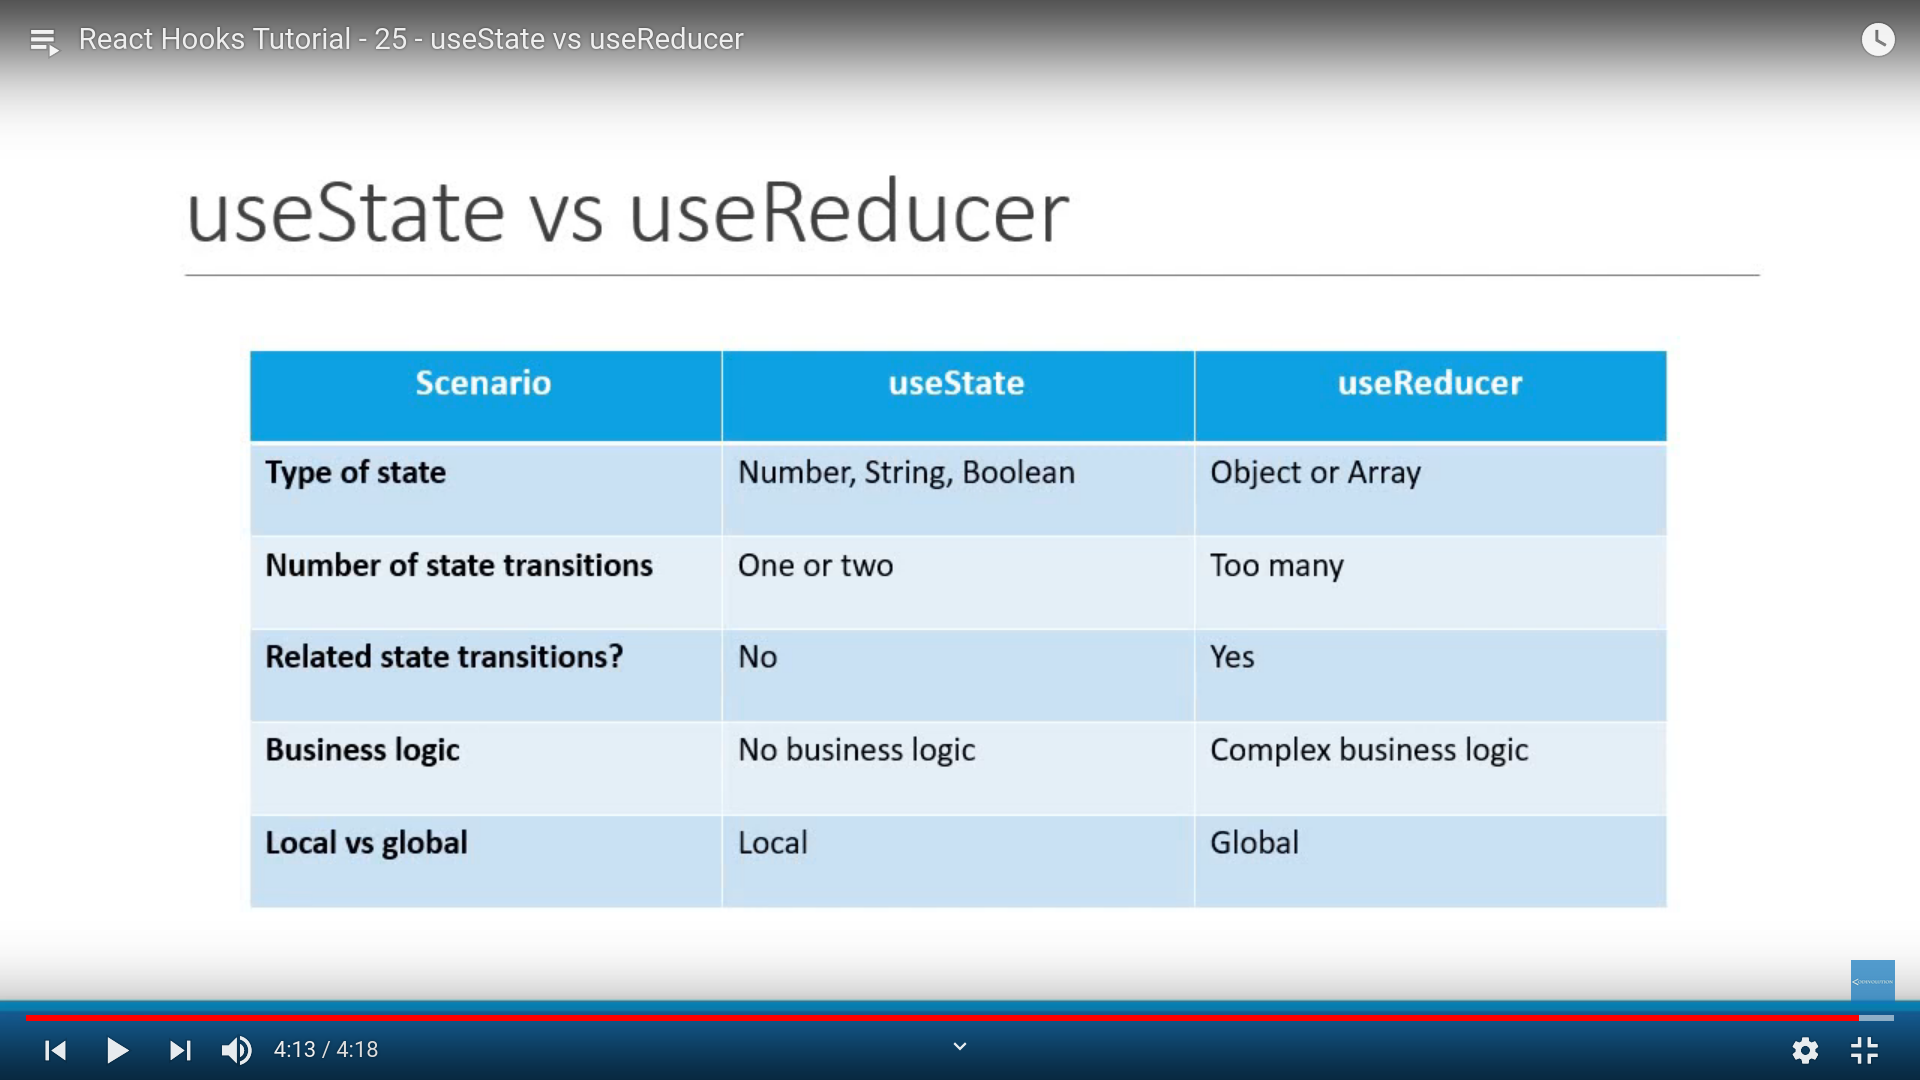 React Hooks Tutorial - 25 - useState vs useReducer
useState vs useReducer
Scenario useState useReducer
Type of state Number, String, Boolean Object or Array
Number of state transitions One or two Too many
Related state transitions? No Yes
Business logic No business logic Complex business logic
Local vs global Local Global
4:13 / 4:18